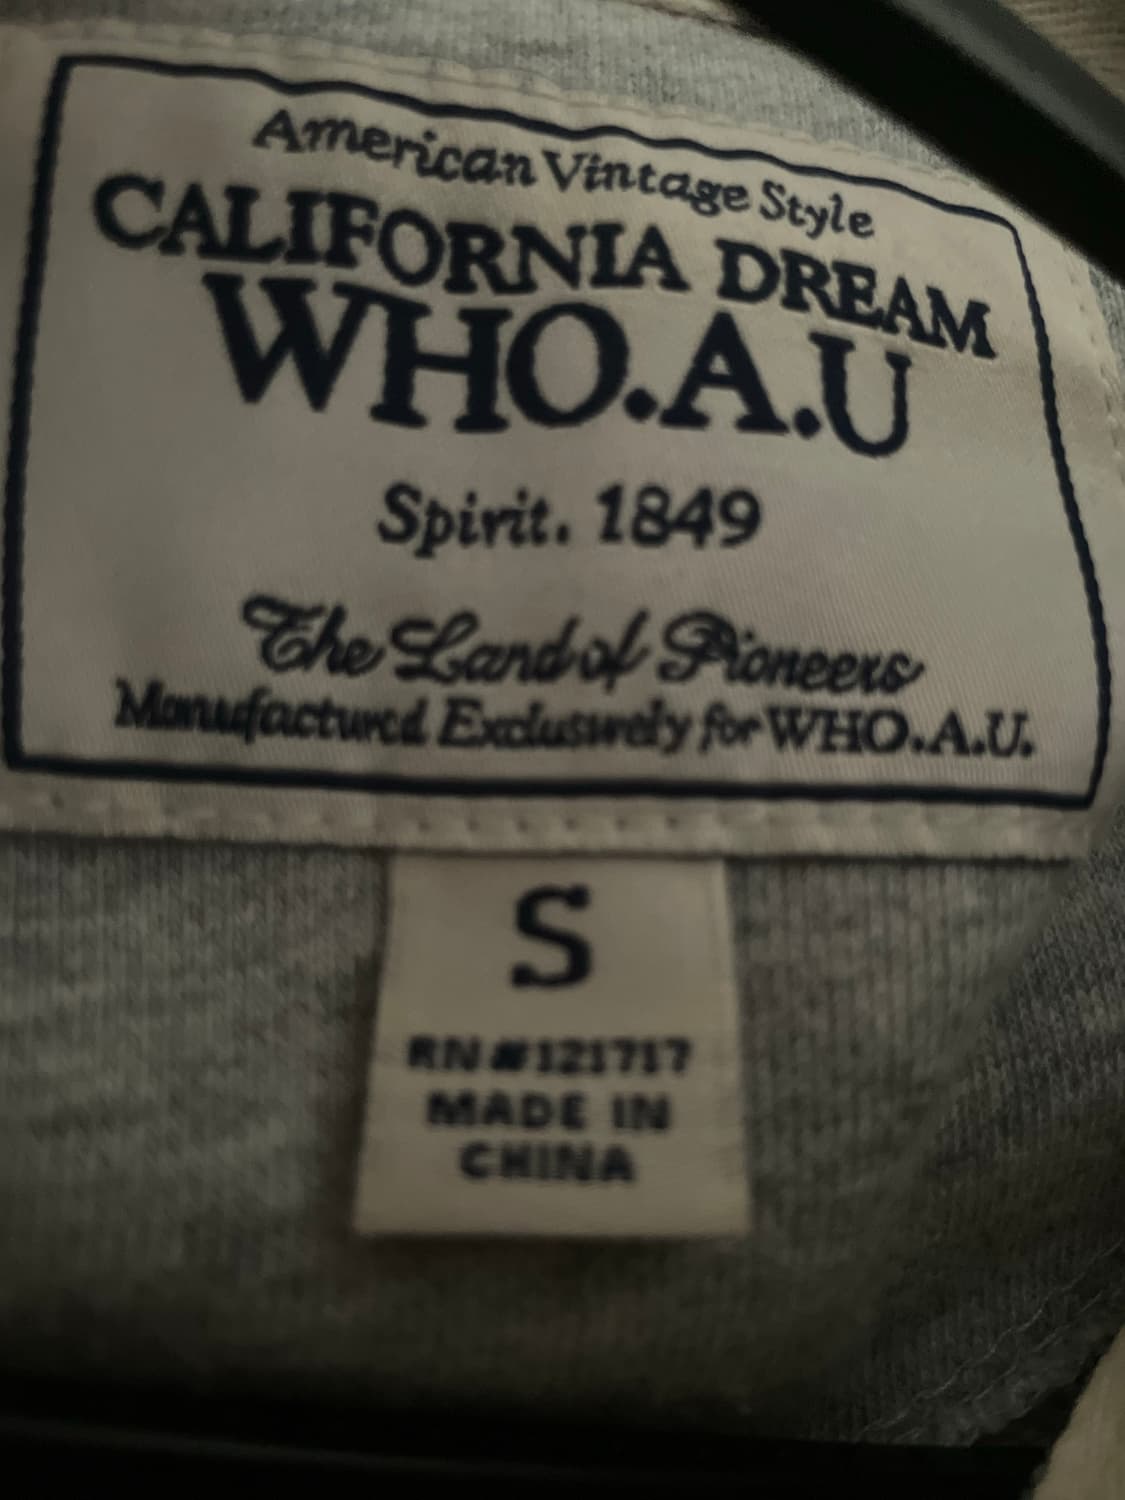 American Vintage Style
CALIFORNIA DREAM
WHO.A.U
Spirit. 1849
The Land of Pioneers
Manufactured Exclusively for WHO.A.U.
S
RN#121717
MADE IN
CHINA